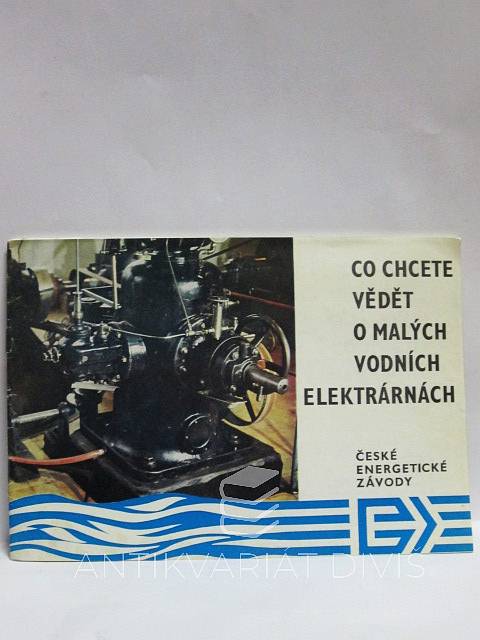 CO CHCETE
VĚDĚT
O MALÝCH
VODNÍCH
ELEKTRÁRNÁCH
ČESKÉ
ENERGETICKÉ
ZÁVODY
ANTIKVARIÁT DIVIŠ